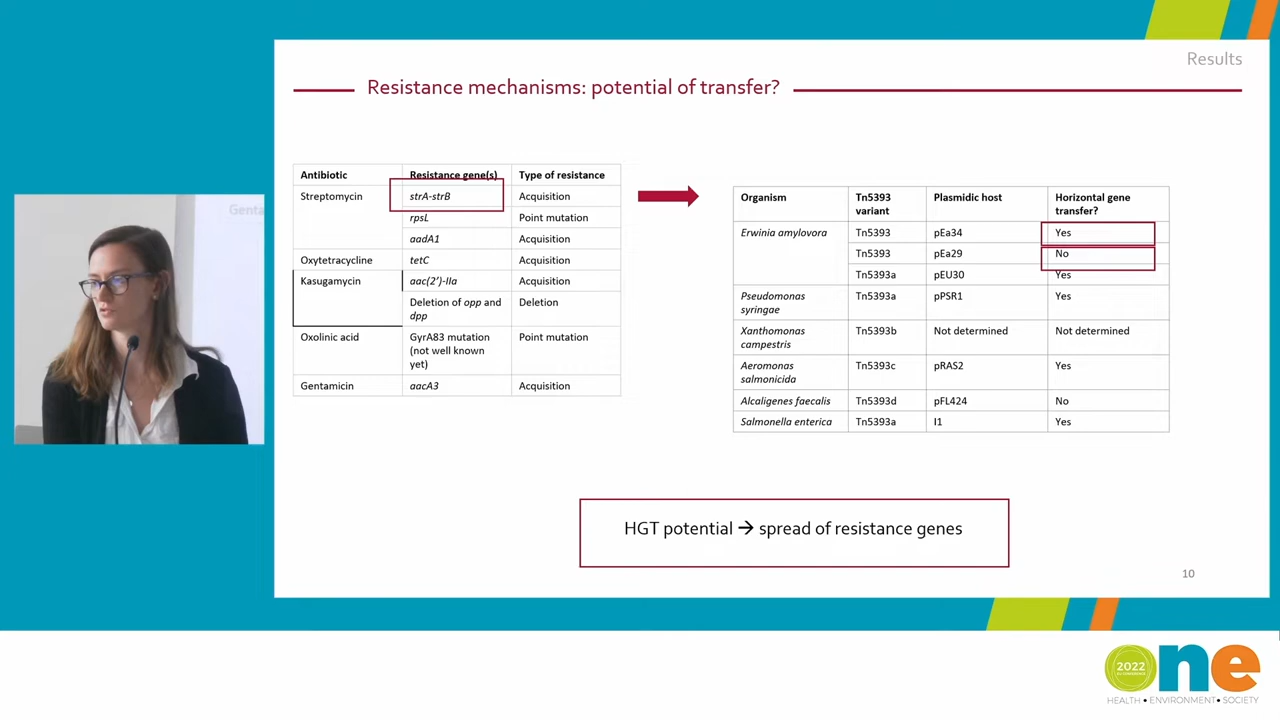 Results
Resistance mechanisms: potential of transfer?
Antibiotic Resistance gene(s) Type of resistance
Streptomycin strA-strB Acquisition
rpsL Point mutation
aadA1 Acquisition
Oxytetracycline tetC Acquisition
Kasugamycin aac(2’)-IIa Acquisition
Deletion of opp and Deletion
dpp
Oxolinic acid GyrA83 mutation Point mutation
(not well known
yet)
Gentamicin aacA3 Acquisition
Organism Tn5393 Plasmidic host Horizontal gene
variant transfer?
Erwinia amylovora Tn5393 pEa34 Yes
Tn5393 pEa29 No
Tn5393a pEU30 Yes
Pseudomonas Tn5393a pPSR1 Yes
syringae
Xanthomonas Tn5393b Not determined Not determined
campestris
Aeromonas Tn5393c pRAS2 Yes
salmonicida
Alcaligenes faecalis Tn5393d pFL424 No
Salmonella enterica Tn5393a I1 Yes
HGT potential → spread of resistance genes
10
Genta
2022
one
HEALTH • ENVIRONMENT • SOCIETY